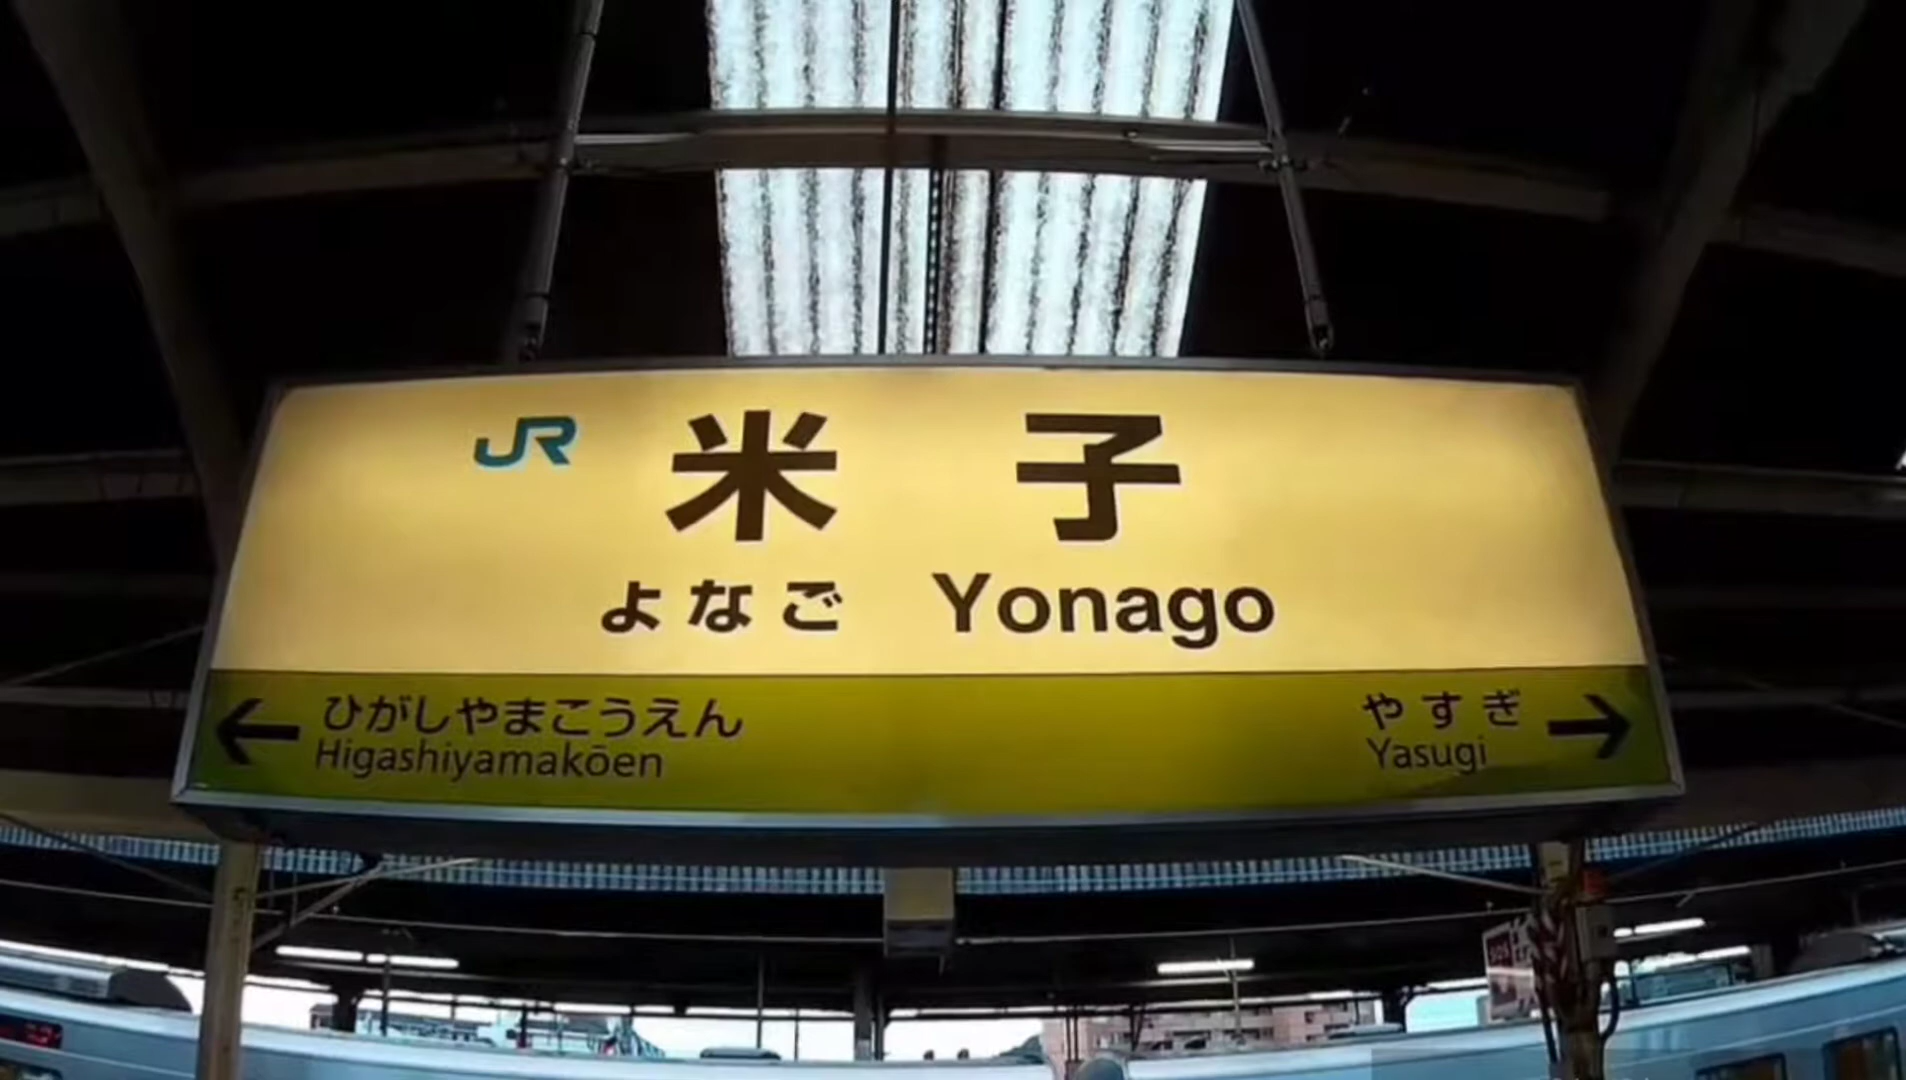 JR 米子
よなご Yonago
← ひがしやまこうえん
Higashiyamakōen
やすぎ →
Yasugi
SOS